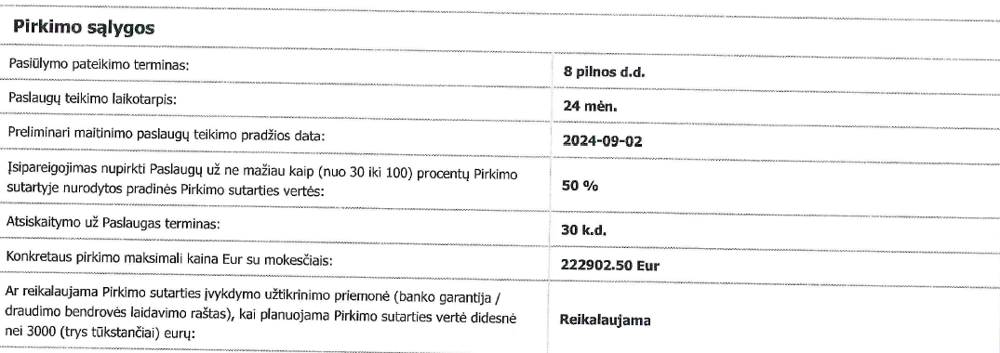 Pirkimo sąlygos
Pasiūlymo pateikimo terminas:
8 pilnos d.d.
Paslaugų teikimo laikotarpis:
24 mėn.
Preliminari maitinimo paslaugų teikimo pradžios data:
2024-09-02
Įsipareigojimas nupirkti Paslaugų už ne mažiau kaip (nuo 30 iki 100) procentų Pirkimo
sutartyje nurodytos pradinės Pirkimo sutarties vertės:
50 %
Atsiskaitymo už Paslaugas terminas:
30 k.d.
Konkretaus pirkimo maksimali kaina Eur su mokesčiais:
222902.50 Eur
Ar reikalaujama Pirkimo sutarties įvykdymo užtikrinimo priemonė (banko garantija /
draudimo bendrovės laidavimo raštas), kai planuojama Pirkimo sutarties vertė didesnė
nei 3000 (trys tūkstančiai) eurų:
Reikalaujama